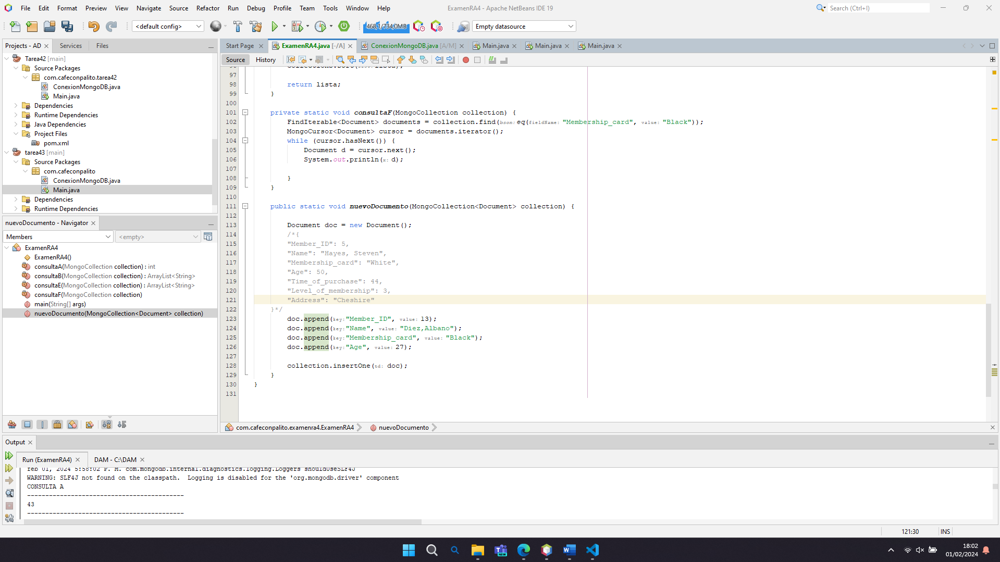 File Edit Format Preview View Navigate Source Refactor Run Debug Profile Team Tools Window Help
ExamenRA4 - Apache NetBeans IDE 19
Search (Ctrl+I)
<default config>
468,1/734,0MB
Empty datasource
Projects - AD
Services
Files
Tarea42 [main]
Source Packages
com.cafeconpalito.tarea42
ConexionMongoDB.java
Main.java
Dependencies
Runtime Dependencies
Java Dependencies
Project Files
pom.xml
tarea43 [main]
Source Packages
com.cafeconpalito
ConexionMongoDB.java
Main.java
Dependencies
Runtime Dependencies
nuevoDocumento - Navigator
Members
<empty>
ExamenRA4
ExamenRA4()
consultaA(MongoCollection collection) : int
consultaB(MongoCollection collection) : ArrayList<String>
consultaE(MongoCollection collection) : ArrayList<String>
consultaF(MongoCollection collection)
main(String[] args)
nuevoDocumento(MongoCollection<Document> collection)
Start Page
ExamenRA4.java [-/A]
ConexionMongoDB.java [A/M]
Main.java
Main.java
Main.java
Source History
97
98 return lista;
99 }
100
101 private static void consultaF(MongoCollection collection) {
102 FindIterable<Document> documents = collection.find(bson: eq(fieldName: "Membership_card", value: "Black"));
103 MongoCursor<Document> cursor = documents.iterator();
104 while (cursor.hasNext()) {
105 Document d = cursor.next();
106 System.out.println(x: d);
107
108 }
109 }
110
111 public static void nuevoDocumento(MongoCollection<Document> collection) {
112
113 Document doc = new Document();
114 /*{
115 "Member_ID": 5,
116 "Name": "Hayes, Steven",
117 "Membership_card": "White",
118 "Age": 50,
119 "Time_of_purchase": 44,
120 "Level_of_membership": 3,
121 "Address": "Cheshire"
122 }*/
123 doc.append(key: "Member_ID", value: 13);
124 doc.append(key: "Name", value: "Diez,Albano");
125 doc.append(key: "Membership_card", value: "Black");
126 doc.append(key: "Age", value: 27);
127
128 collection.insertOne(td: doc);
129 }
130 }
131
com.cafeconpalito.examenra4.ExamenRA4
nuevoDocumento
Output
Run (ExamenRA4)
DAM - C:\DAM
feb 01, 2024 5:58:02 P. M. com.mongodb.internal.diagnostics.logging.Loggers shouldUseSLF4J
WARNING: SLF4J not found on the classpath.  Logging is disabled for the 'org.mongodb.driver' component
CONSULTA A
-------------------------------------------
43
-------------------------------------------
121:30
INS
18:02
01/02/2024